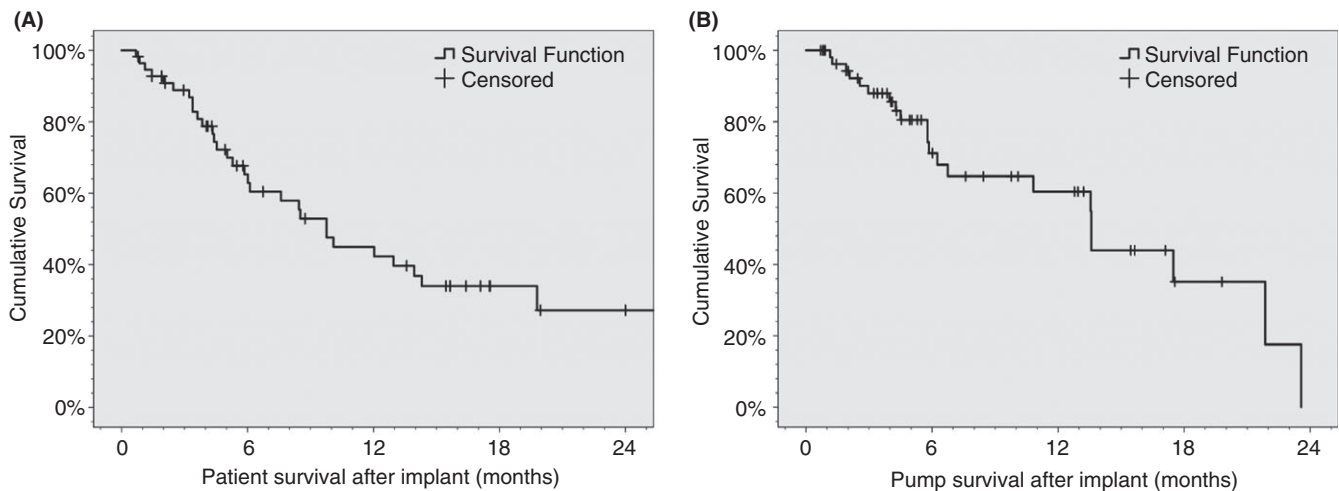 (A)
Survival Function
Censored
100%
80%
60%
40%
20%
0%
Cumulative Survival
0 6 12 18 24
Patient survival after implant (months)
(B)
Survival Function
Censored
100%
80%
60%
40%
20%
0%
Cumulative Survival
0 6 12 18 24
Pump survival after implant (months)